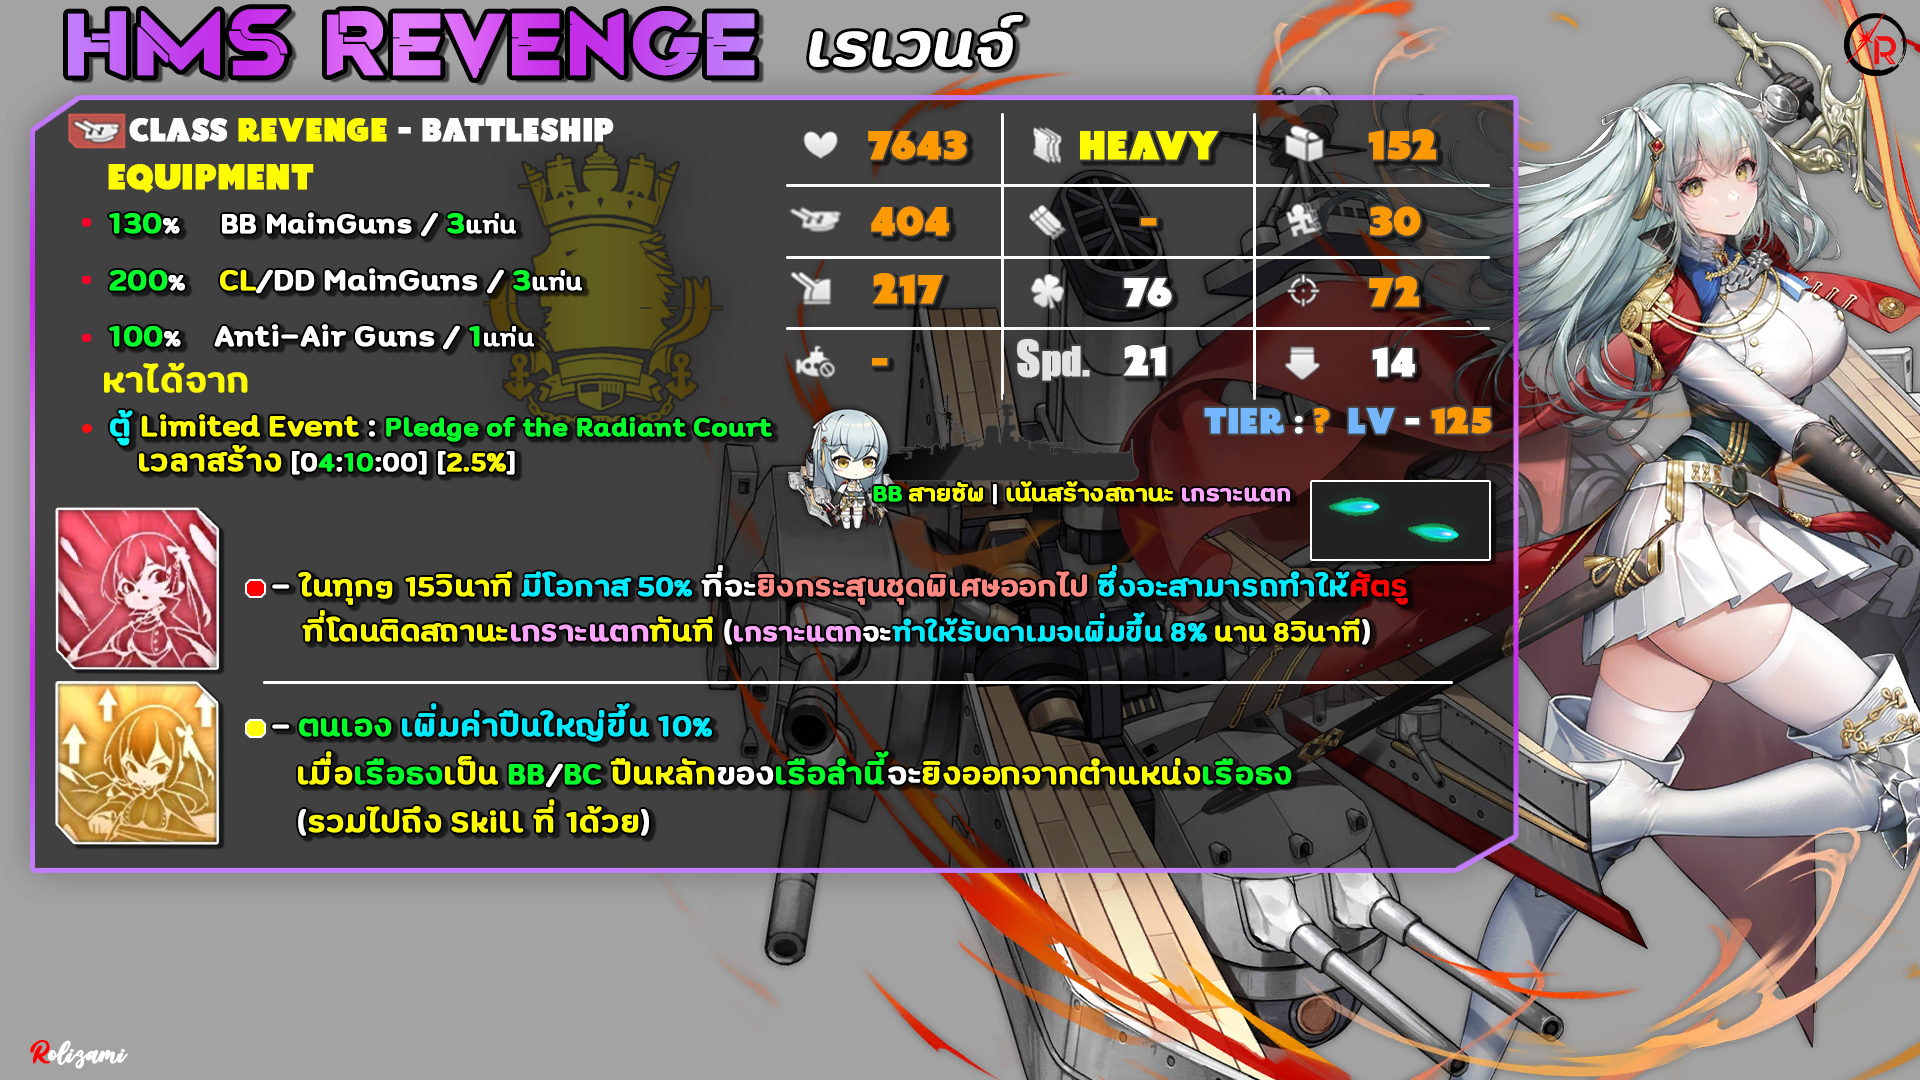 HMS REVENGE เรเวนจ์
CLASS REVENGE - BATTLESHIP
EQUIPMENT
130% BB MainGuns / 3แท่น
200% CL/DD MainGuns / 3แท่น
100% Anti-Air Guns / 1แท่น
หาได้จาก
ตู้ Limited Event : Pledge of the Radiant Court
เวลาสร้าง [04:10:00] [2.5%]
7643 HEAVY 152
404 - 30
217 76 72
- Spd. 21 14
TIER : ? LV - 125
BB สายซัพ | เน้นสร้างสถานะ เกราะแตก
- ในทุกๆ 15วินาที มีโอกาส 50% ที่จะยิงกระสุนชุดพิเศษออกไป ซึ่งจะสามารถทำให้ศัตรู
ที่โดนติดสถานะเกราะแตกทันที (เกราะแตกจะทำให้รับดาเมจเพิ่มขึ้น 8% นาน 8วินาที)
- ตนเอง เพิ่มค่าปืนใหญ่ขึ้น 10%
เมื่อเรือธงเป็น BB/BC ปืนหลักของเรือลำนี้จะยิงออกจากตำแหน่งเรือธง
(รวมไปถึง Skill ที่ 1ด้วย)
R
Rolizami